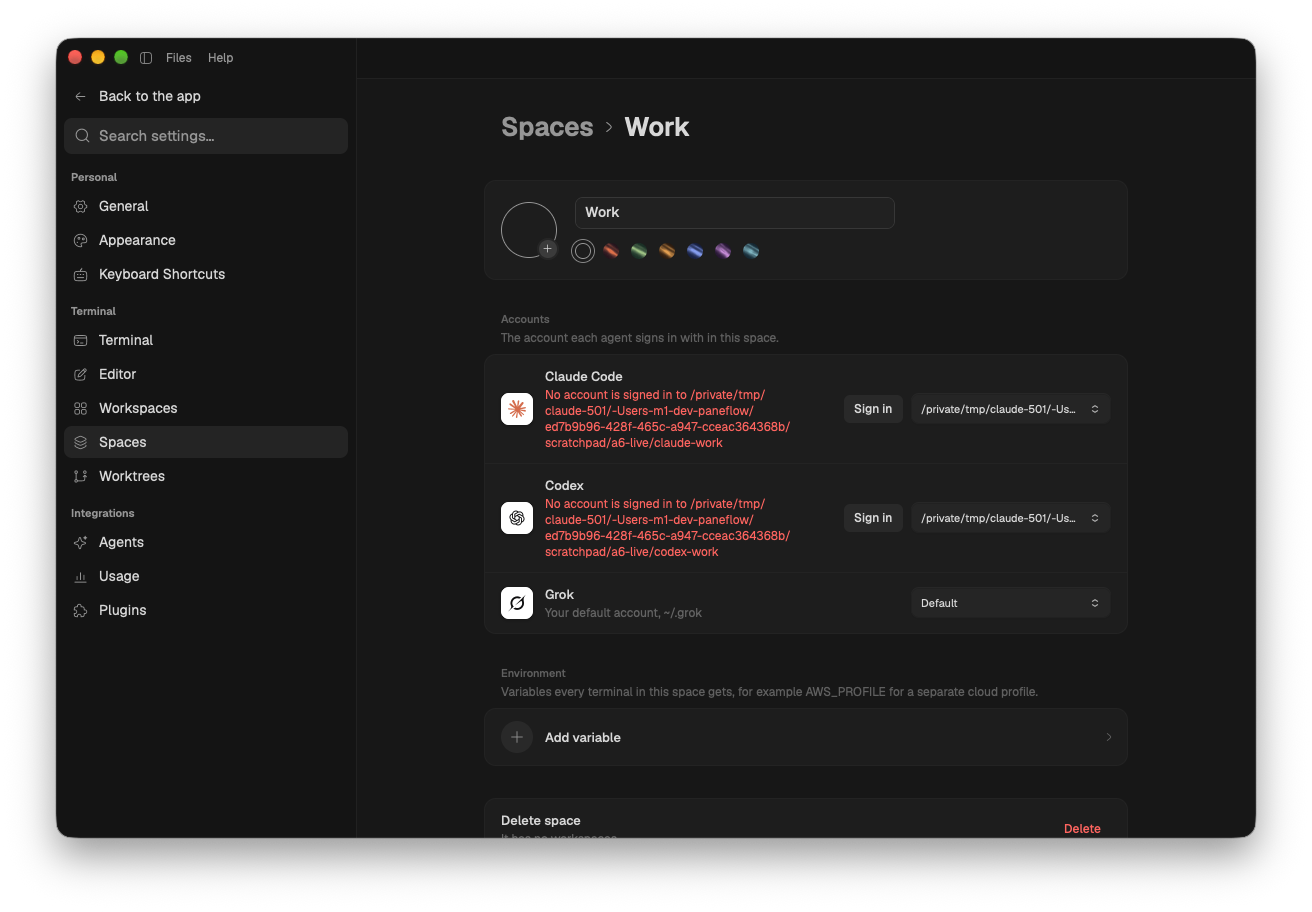 Files Help
Back to the app
Search settings...
Personal
General
Appearance
Keyboard Shortcuts
Terminal
Terminal
Editor
Workspaces
Spaces
Worktrees
Integrations
Agents
Usage
Plugins
Spaces > Work
Work
Accounts
The account each agent signs in with in this space.
Claude Code
No account is signed in to /private/tmp/
claude-501/-Users-m1-dev-paneflow/
ed7b9b96-428f-465c-a947-cceac364368b/
scratchpad/a6-live/claude-work
Sign in
/private/tmp/claude-501/-Us...
Codex
No account is signed in to /private/tmp/
claude-501/-Users-m1-dev-paneflow/
ed7b9b96-428f-465c-a947-cceac364368b/
scratchpad/a6-live/codex-work
Sign in
/private/tmp/claude-501/-Us...
Grok
Your default account, ~/.grok
Default
Environment
Variables every terminal in this space gets, for example AWS_PROFILE for a separate cloud profile.
Add variable
Delete space
It has no workspaces
Delete